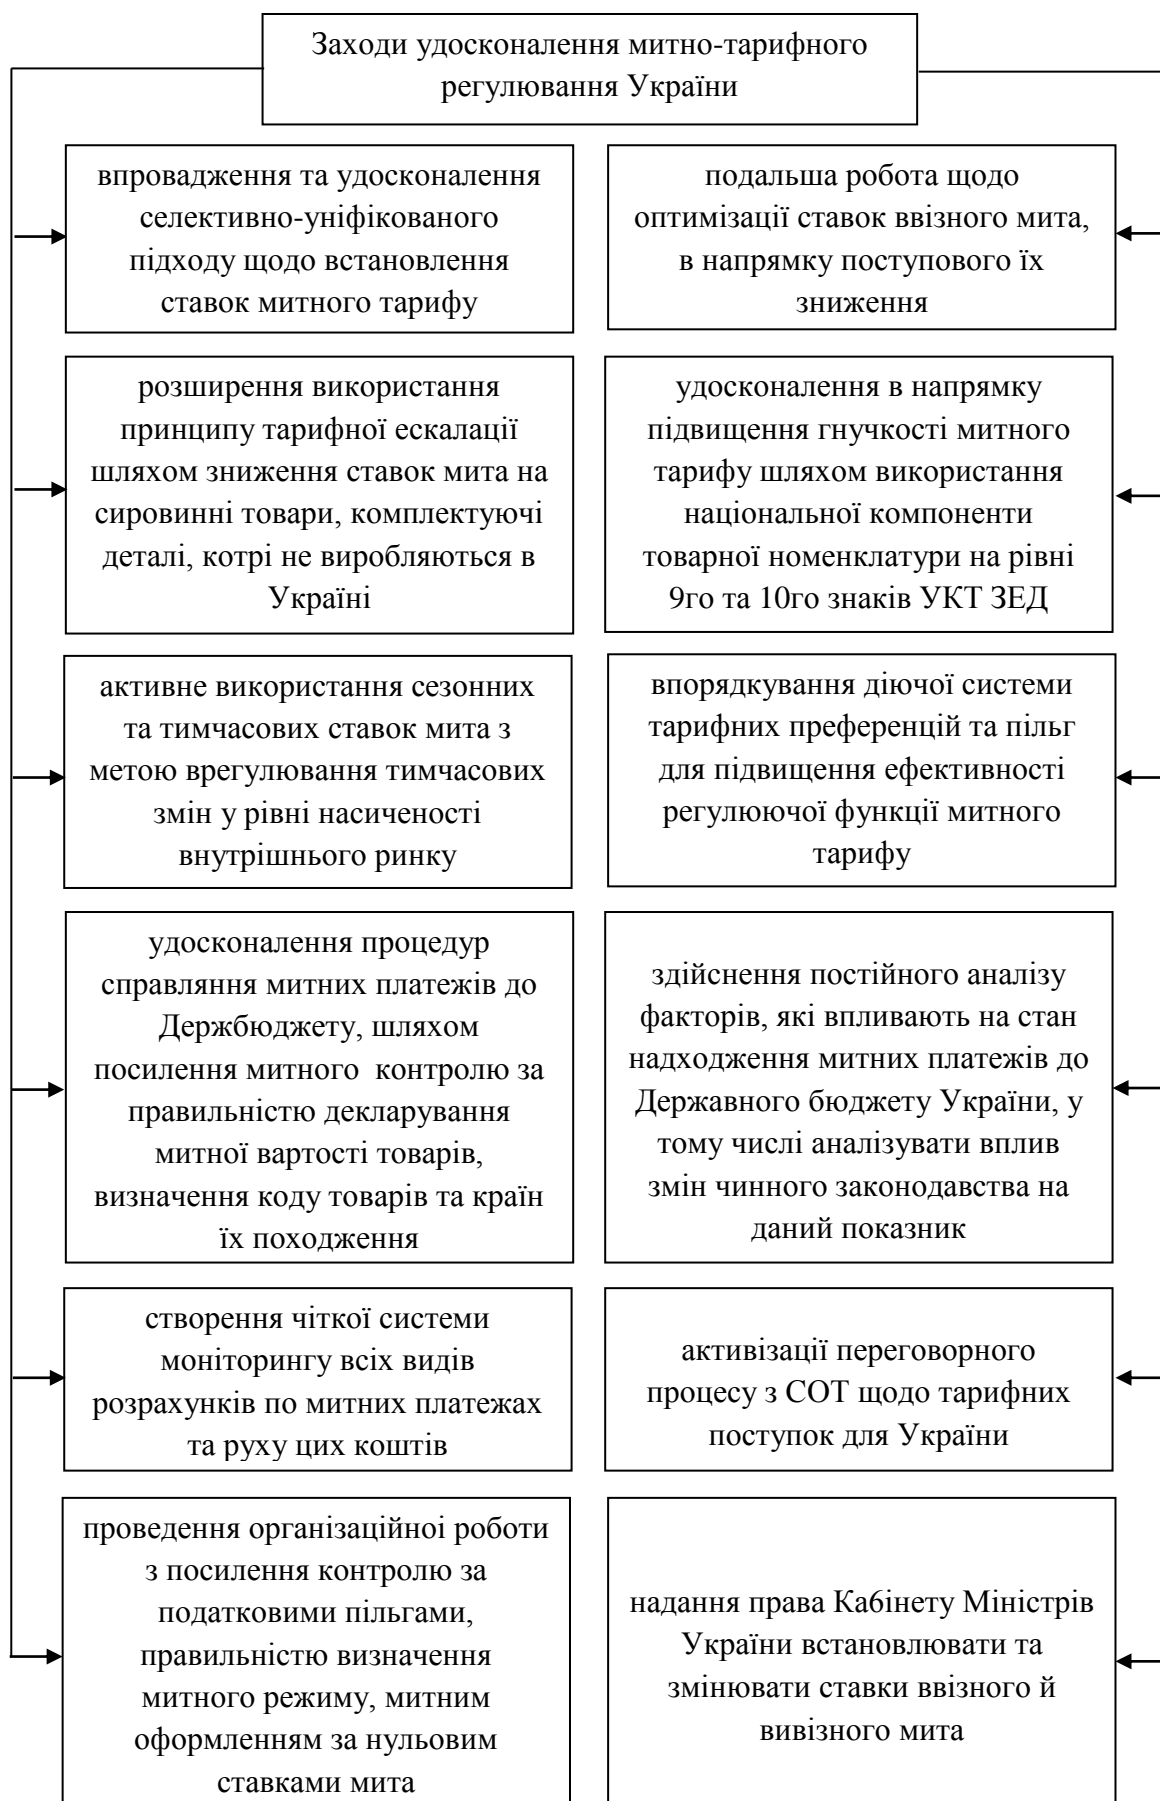 Заходи удосконалення митно-тарифного
регулювання України
впровадження та удосконалення
селективно-уніфікованого
підходу щодо встановлення
ставок митного тарифу
подальша робота щодо
оптимізації ставок ввізного мита,
в напрямку поступового їх
зниження
розширення використання
принципу тарифної ескалації
шляхом зниження ставок мита на
сировинні товари, комплектуючі
деталі, котрі не виробляються в
Україні
удосконалення в напрямку
підвищення гнучкості митного
тарифу шляхом використання
національної компоненти
товарної номенклатури на рівні
9го та 10го знаків УКТ ЗЕД
активне використання сезонних
та тимчасових ставок мита з
метою врегулювання тимчасових
змін у рівні насиченості
внутрішнього ринку
впорядкування діючої системи
тарифних преференцій та пільг
для підвищення ефективності
регулюючої функції митного
тарифу
удосконалення процедур
справляння митних платежів до
Держбюджету, шляхом
посилення митного контролю за
правильністю декларування
митної вартості товарів,
визначення коду товарів та країн
їх походження
здійснення постійного аналізу
факторів, які впливають на стан
надходження митних платежів до
Державного бюджету України, у
тому числі аналізувати вплив
змін чинного законодавства на
даний показник
створення чіткої системи
моніторингу всіх видів
розрахунків по митних платежах
та руху цих коштів
активізації переговорного
процесу з СОТ щодо тарифних
поступок для України
проведення організаційноі роботи
з посилення контролю за
податковими пільгами,
правильністю визначення
митного режиму, митним
оформленням за нульовим
ставками мита
надання права Ка6інету Міністрів
України встановлювати та
змінювати ставки ввізного й
вивізного мита